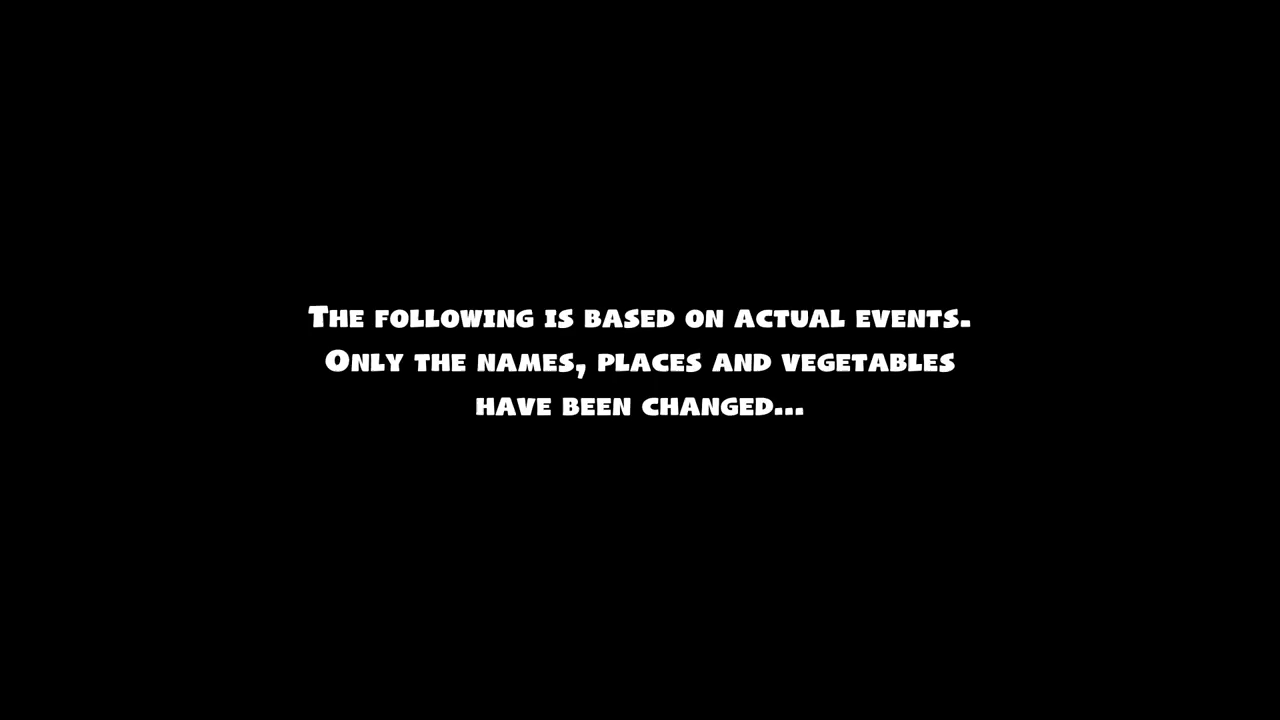 The following is based on actual events.
Only the names, places and vegetables
have been changed...